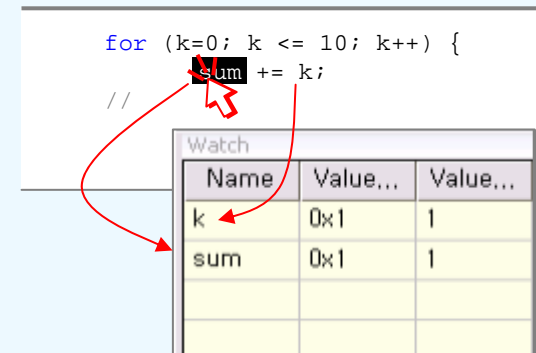 for (k=0; k <= 10; k++) {
sum += k;
//
Watch
Name Value... Value...
k 0x1 1
sum 0x1 1